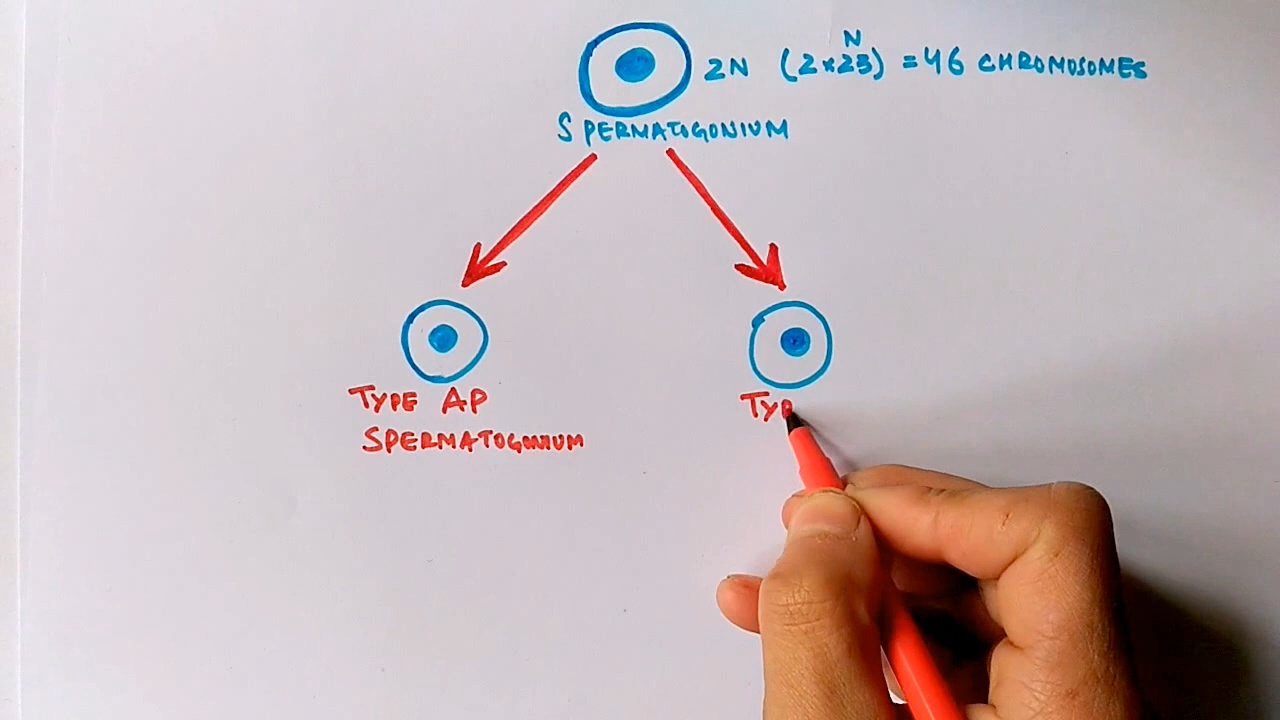 N
2N (2×23) = 46 CHROMOSOMES
SPERMATOGONIUM
TYPE AP
SPERMATOGONIUM
TYP